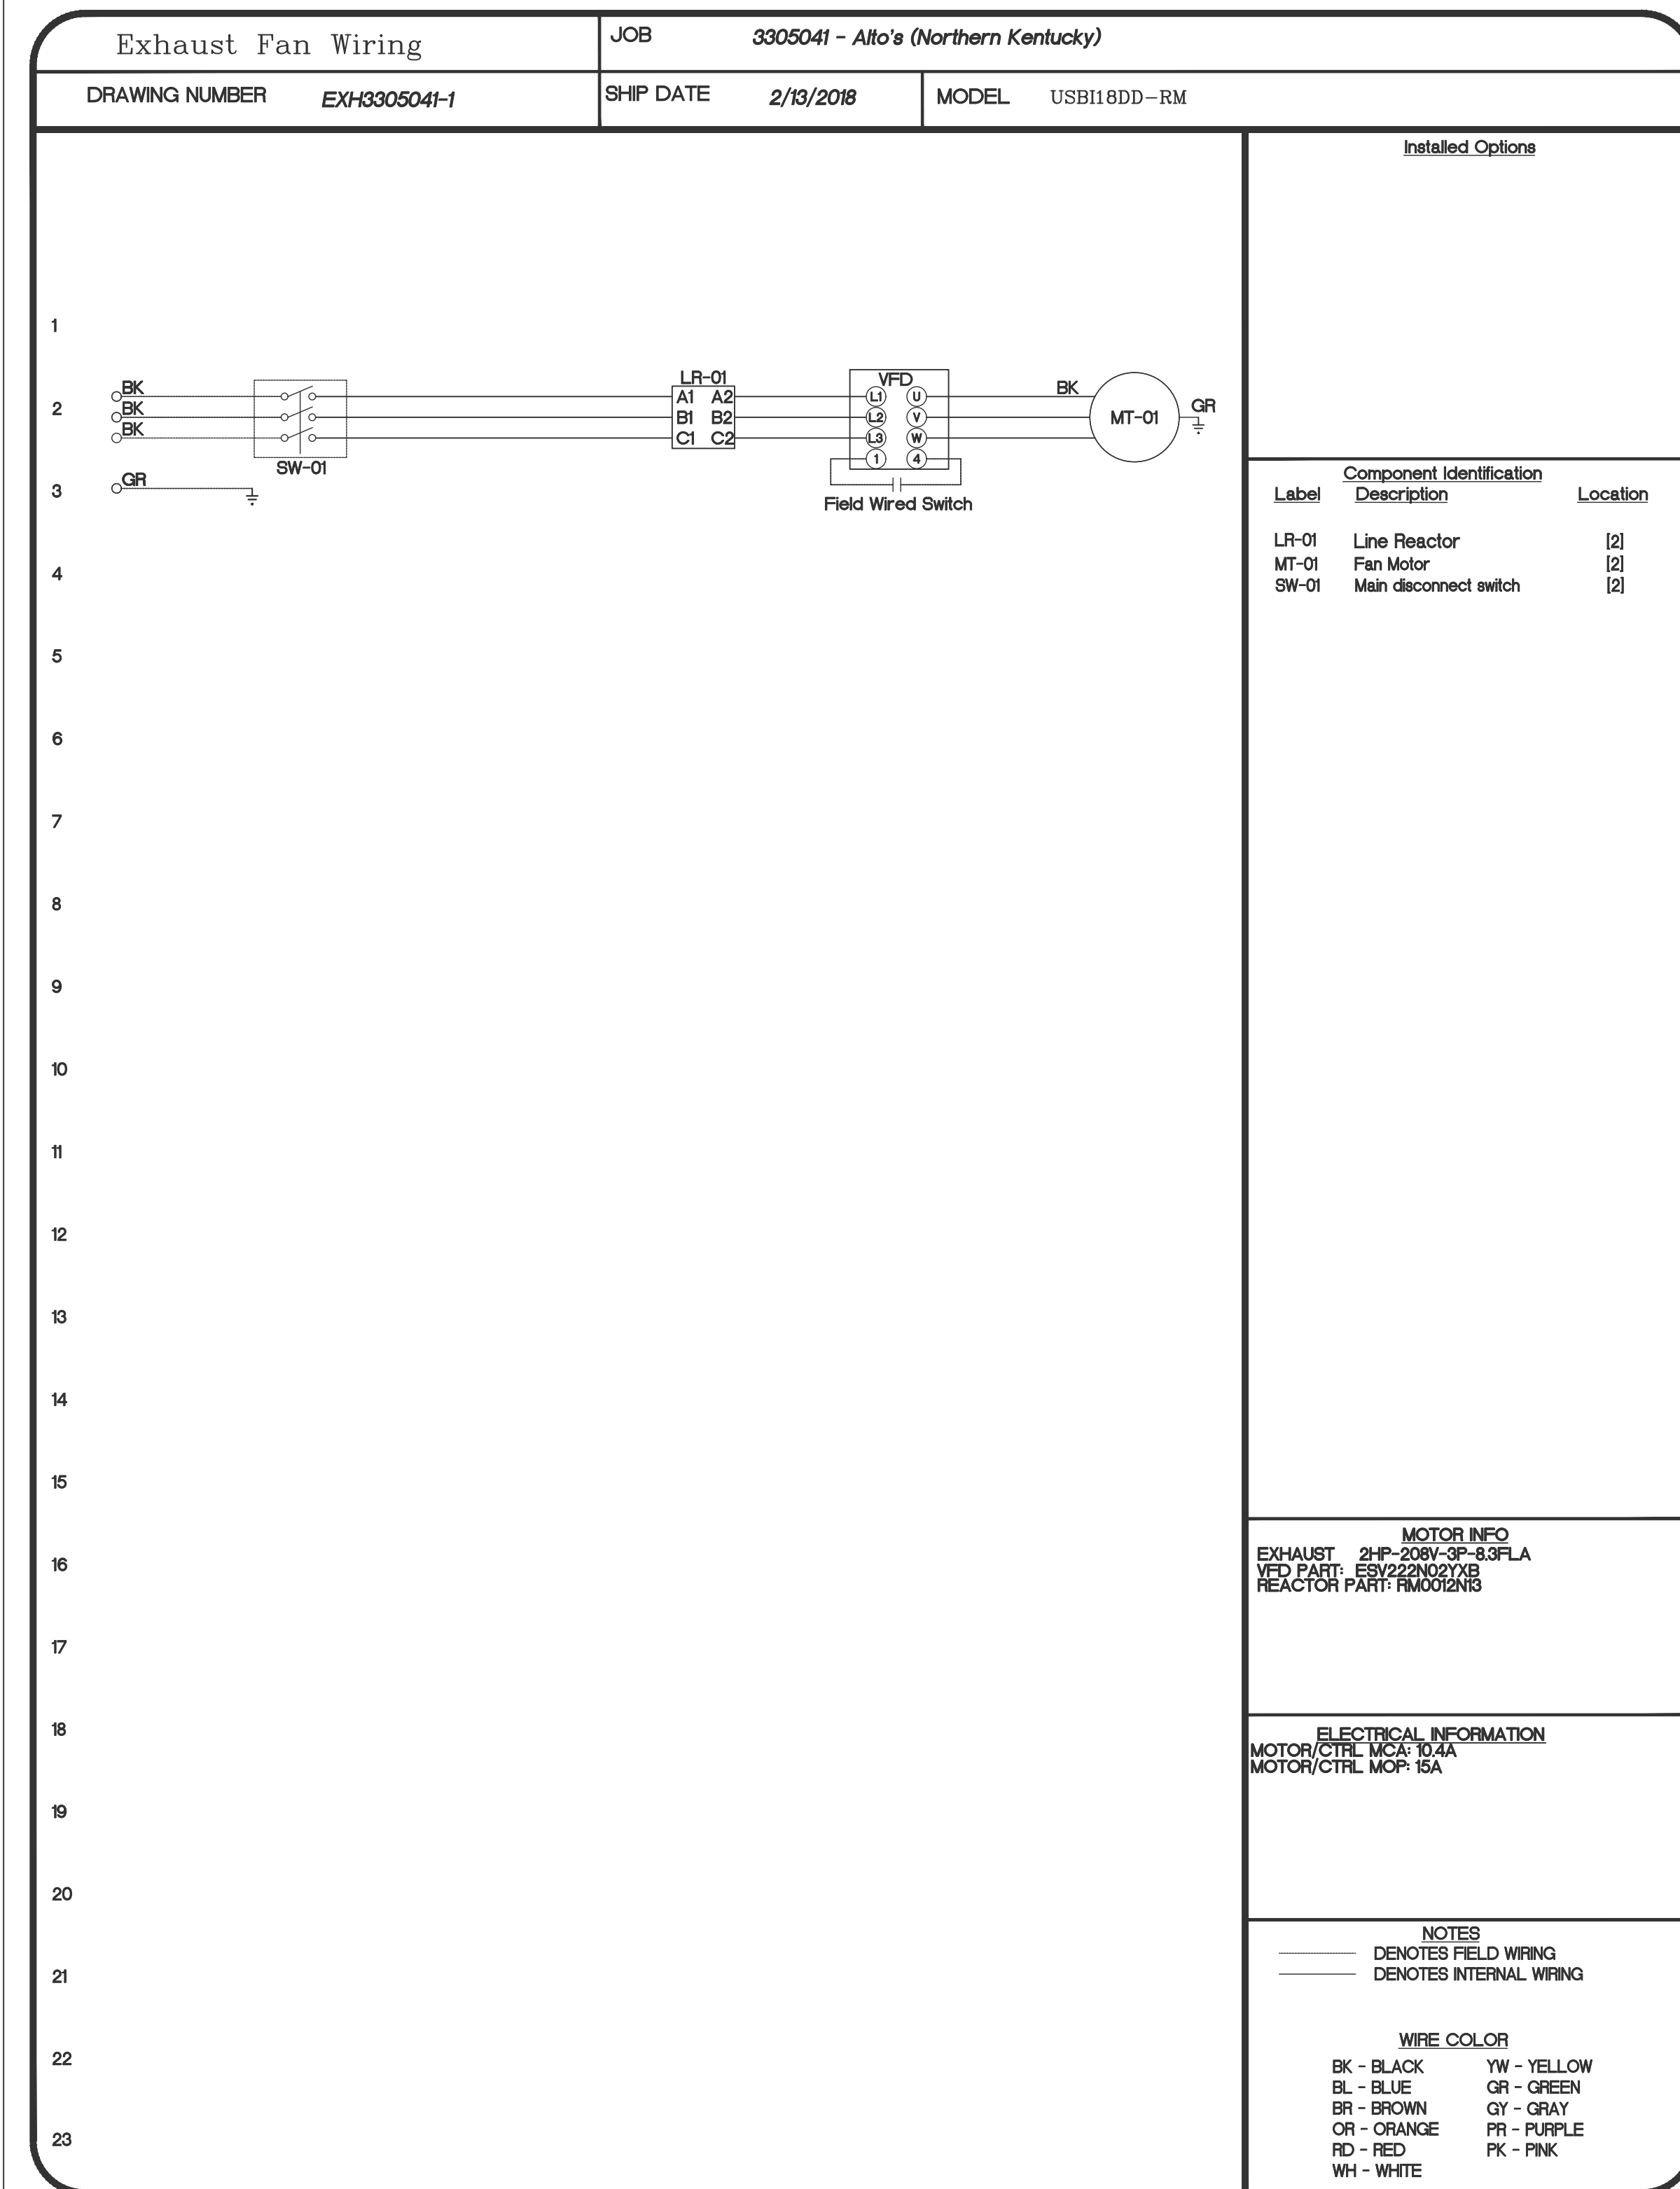 Exhaust Fan Wiring
JOB 3305041 - Alto's (Northern Kentucky)
DRAWING NUMBER EXH3305041-1
SHIP DATE 2/13/2018
MODEL USBI18DD-RM
Installed Options
1
2
3
4
5
6
7
8
9
10
11
12
13
14
15
16
17
18
19
20
21
22
23
BK
BK
BK
GR
SW-01
LR-01
A1 A2
B1 B2
C1 C2
VFD
L1 U
L2 V
L3 W
1 4
Field Wired Switch
BK
MT-01
GR
Component Identification
Label Description Location
LR-01 Line Reactor [2]
MT-01 Fan Motor [2]
SW-01 Main disconnect switch [2]
MOTOR INFO
EXHAUST 2HP-208V-3P-8.3FLA
VFD PART: ESV222N02YXB
REACTOR PART: RM0012N13
ELECTRICAL INFORMATION
MOTOR/CTRL MCA: 10.4A
MOTOR/CTRL MOP: 15A
NOTES
DENOTES FIELD WIRING
DENOTES INTERNAL WIRING
WIRE COLOR
BK - BLACK YW - YELLOW
BL - BLUE GR - GREEN
BR - BROWN GY - GRAY
OR - ORANGE PR - PURPLE
RD - RED PK - PINK
WH - WHITE